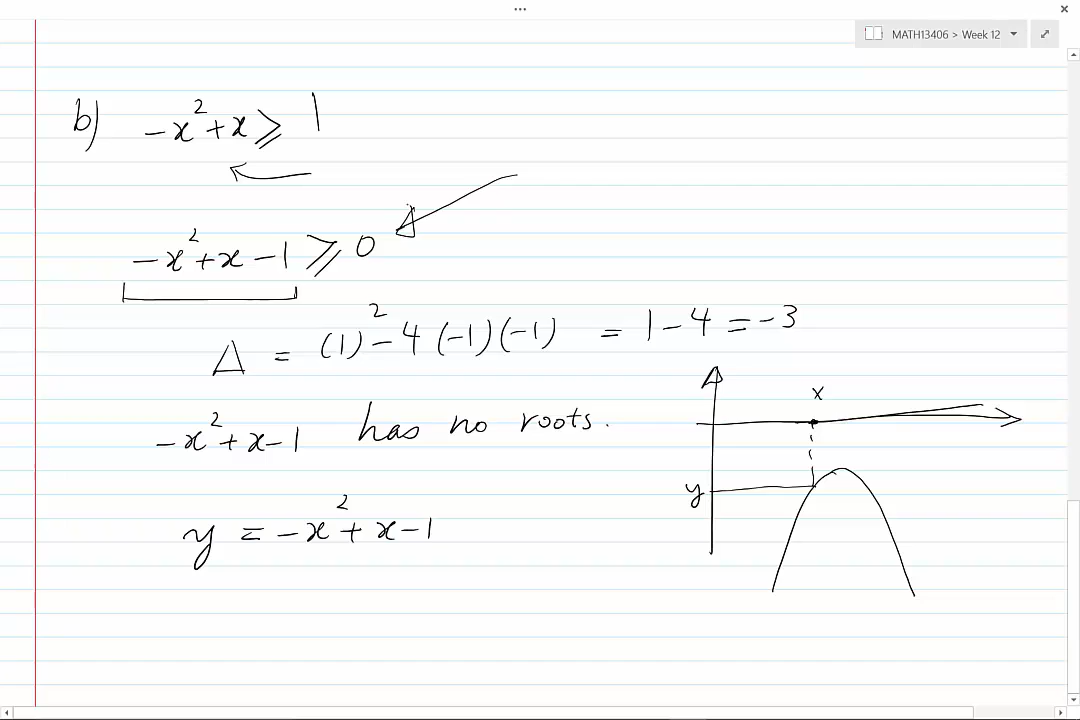 ...
MATH13406 > Week 12
b) -x² + x ⩾ 1
-x² + x - 1 ⩾ 0
Δ = (1)² - 4 (-1)(-1) = 1 - 4 = -3
-x² + x - 1 has no roots.
x
y
y = -x² + x - 1